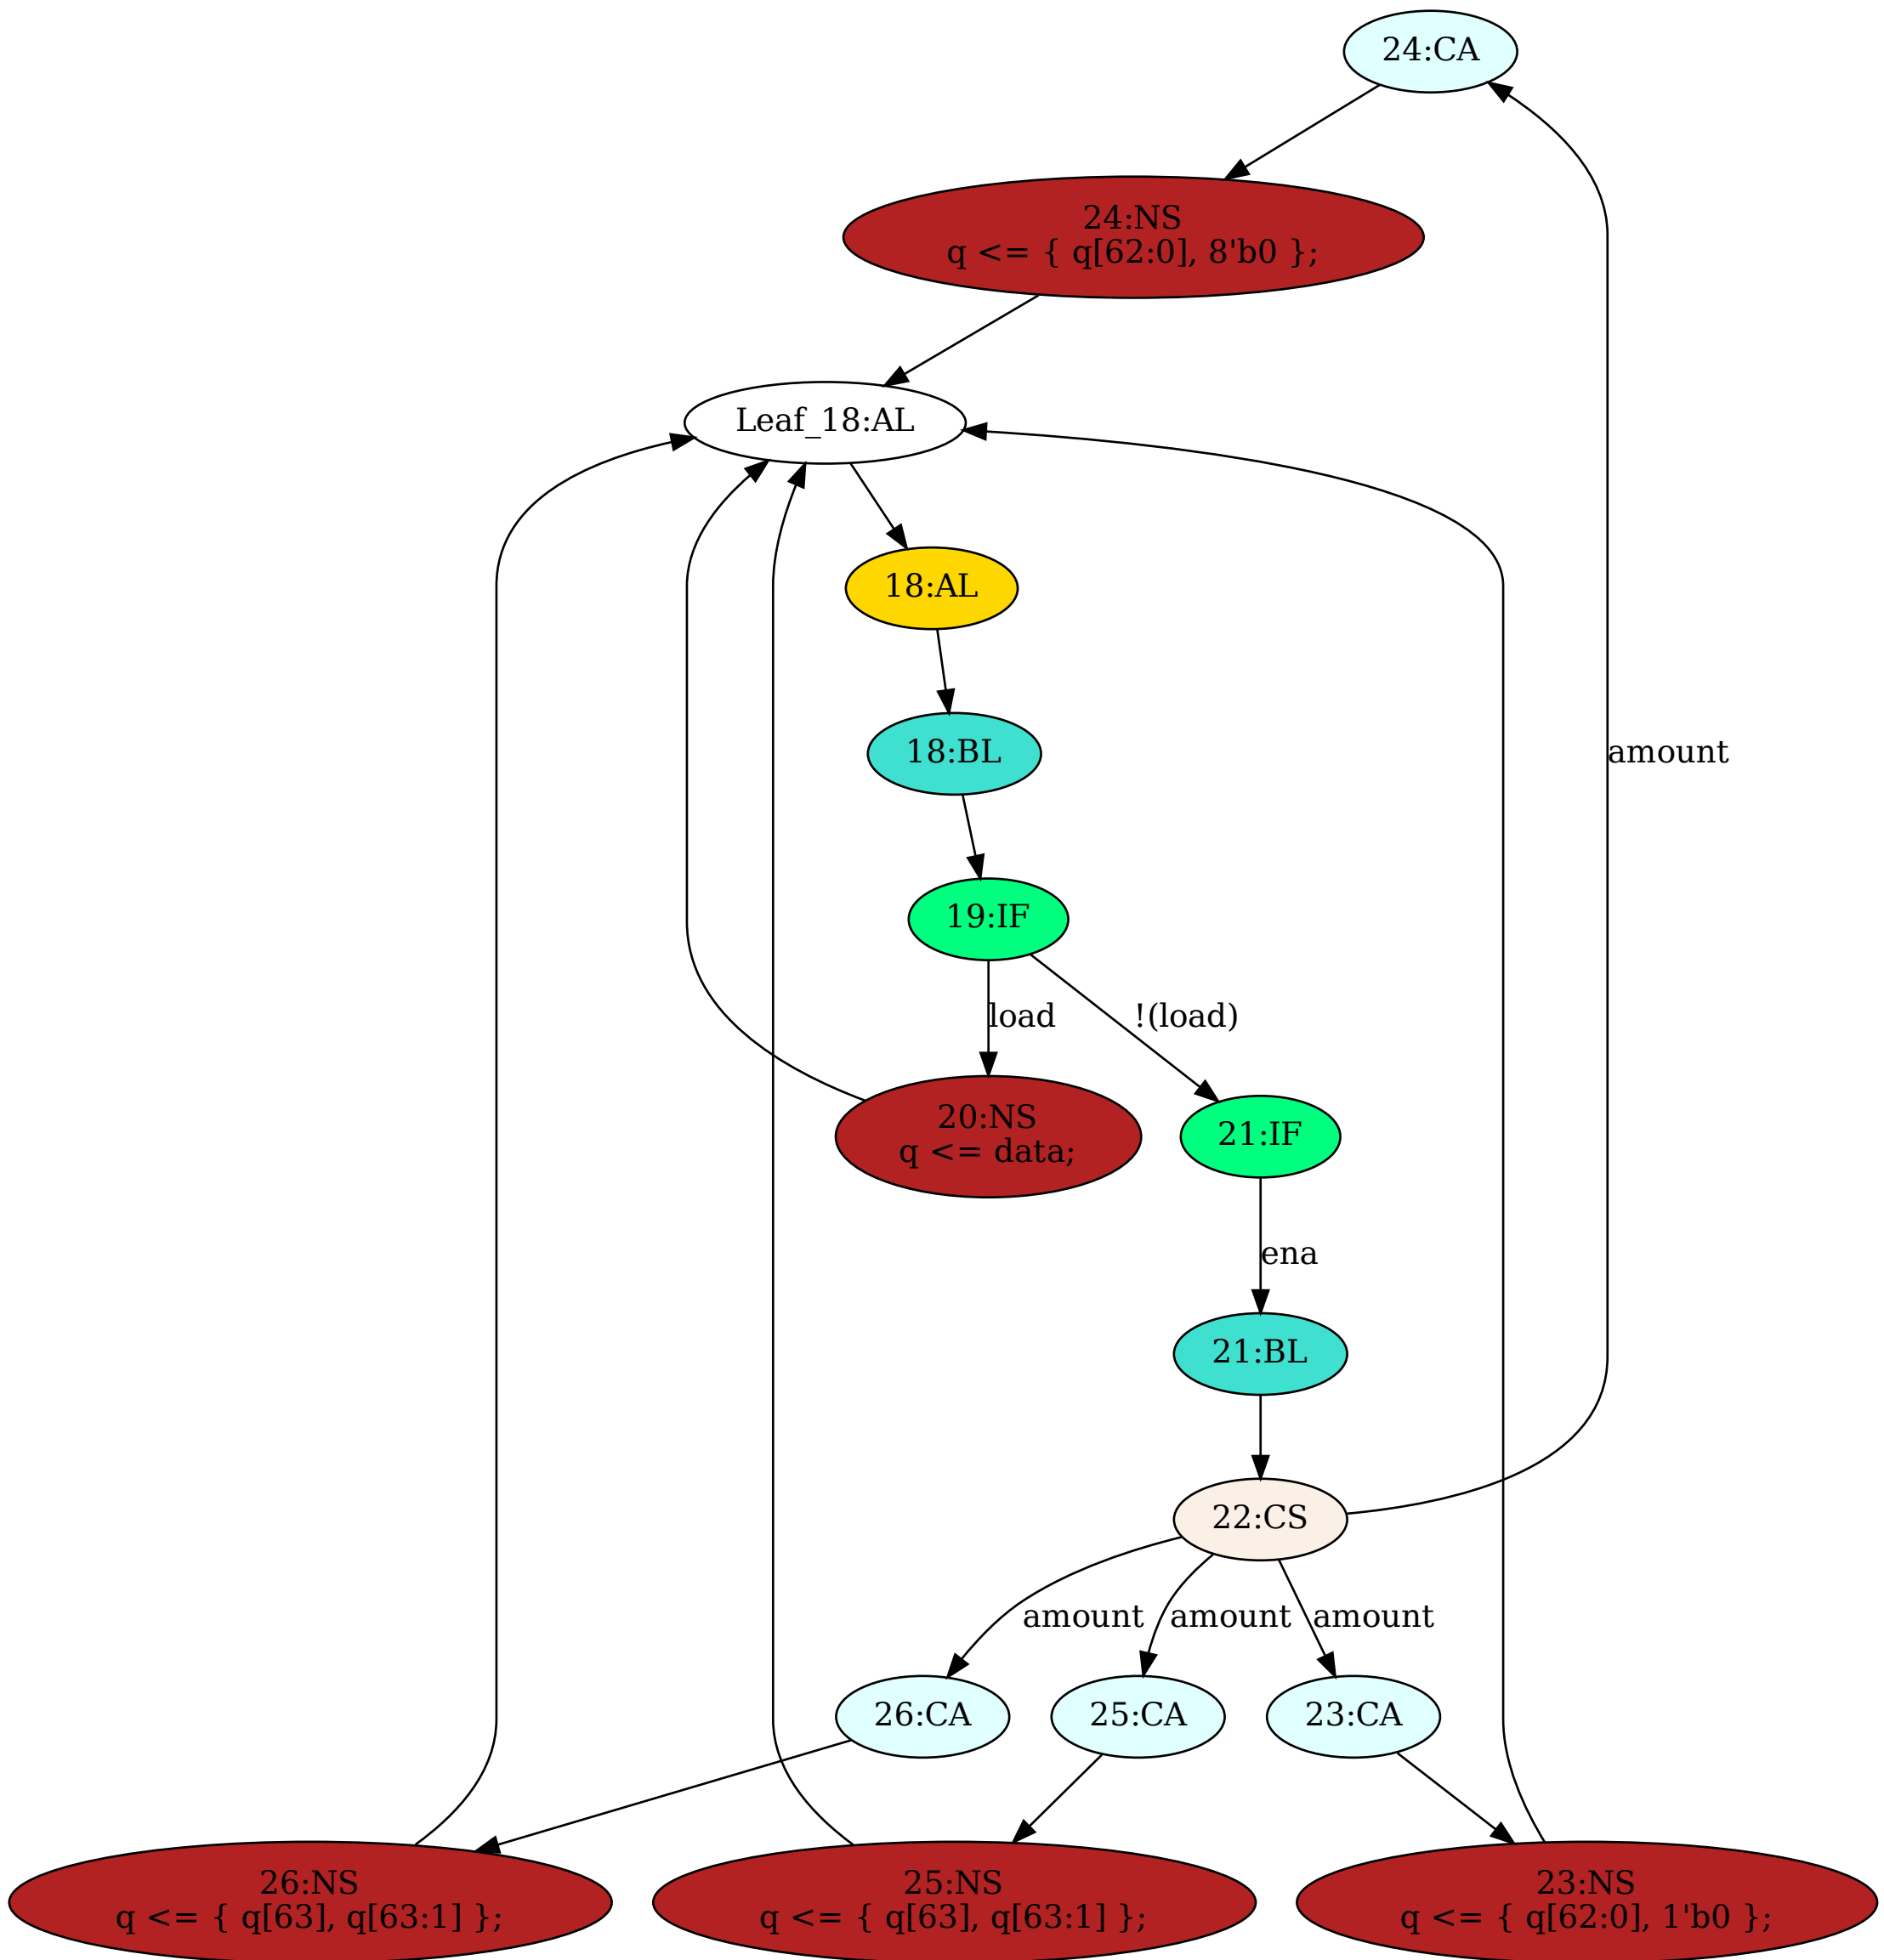 24:CA
24:NS
q <= { q[62:0], 8'b0 };
Leaf_18:AL
18:AL
18:BL
amount
19:IF
load
!(load)
20:NS
q <= data;
21:IF
ena
21:BL
22:CS
amount
amount
amount
26:CA
25:CA
23:CA
26:NS
q <= { q[63], q[63:1] };
25:NS
q <= { q[63], q[63:1] };
23:NS
q <= { q[62:0], 1'b0 };